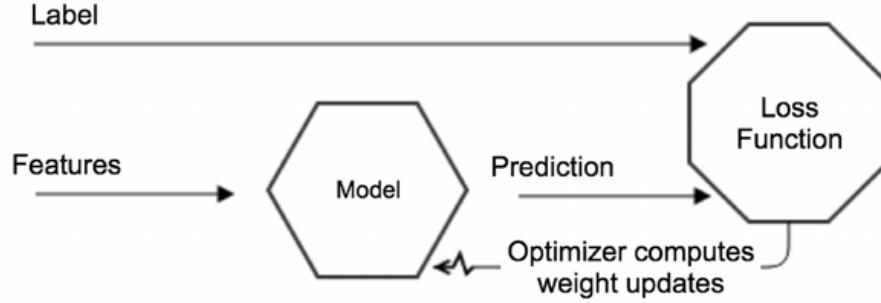 Label
Loss
Function
Features
Model
Prediction
Optimizer computes
weight updates